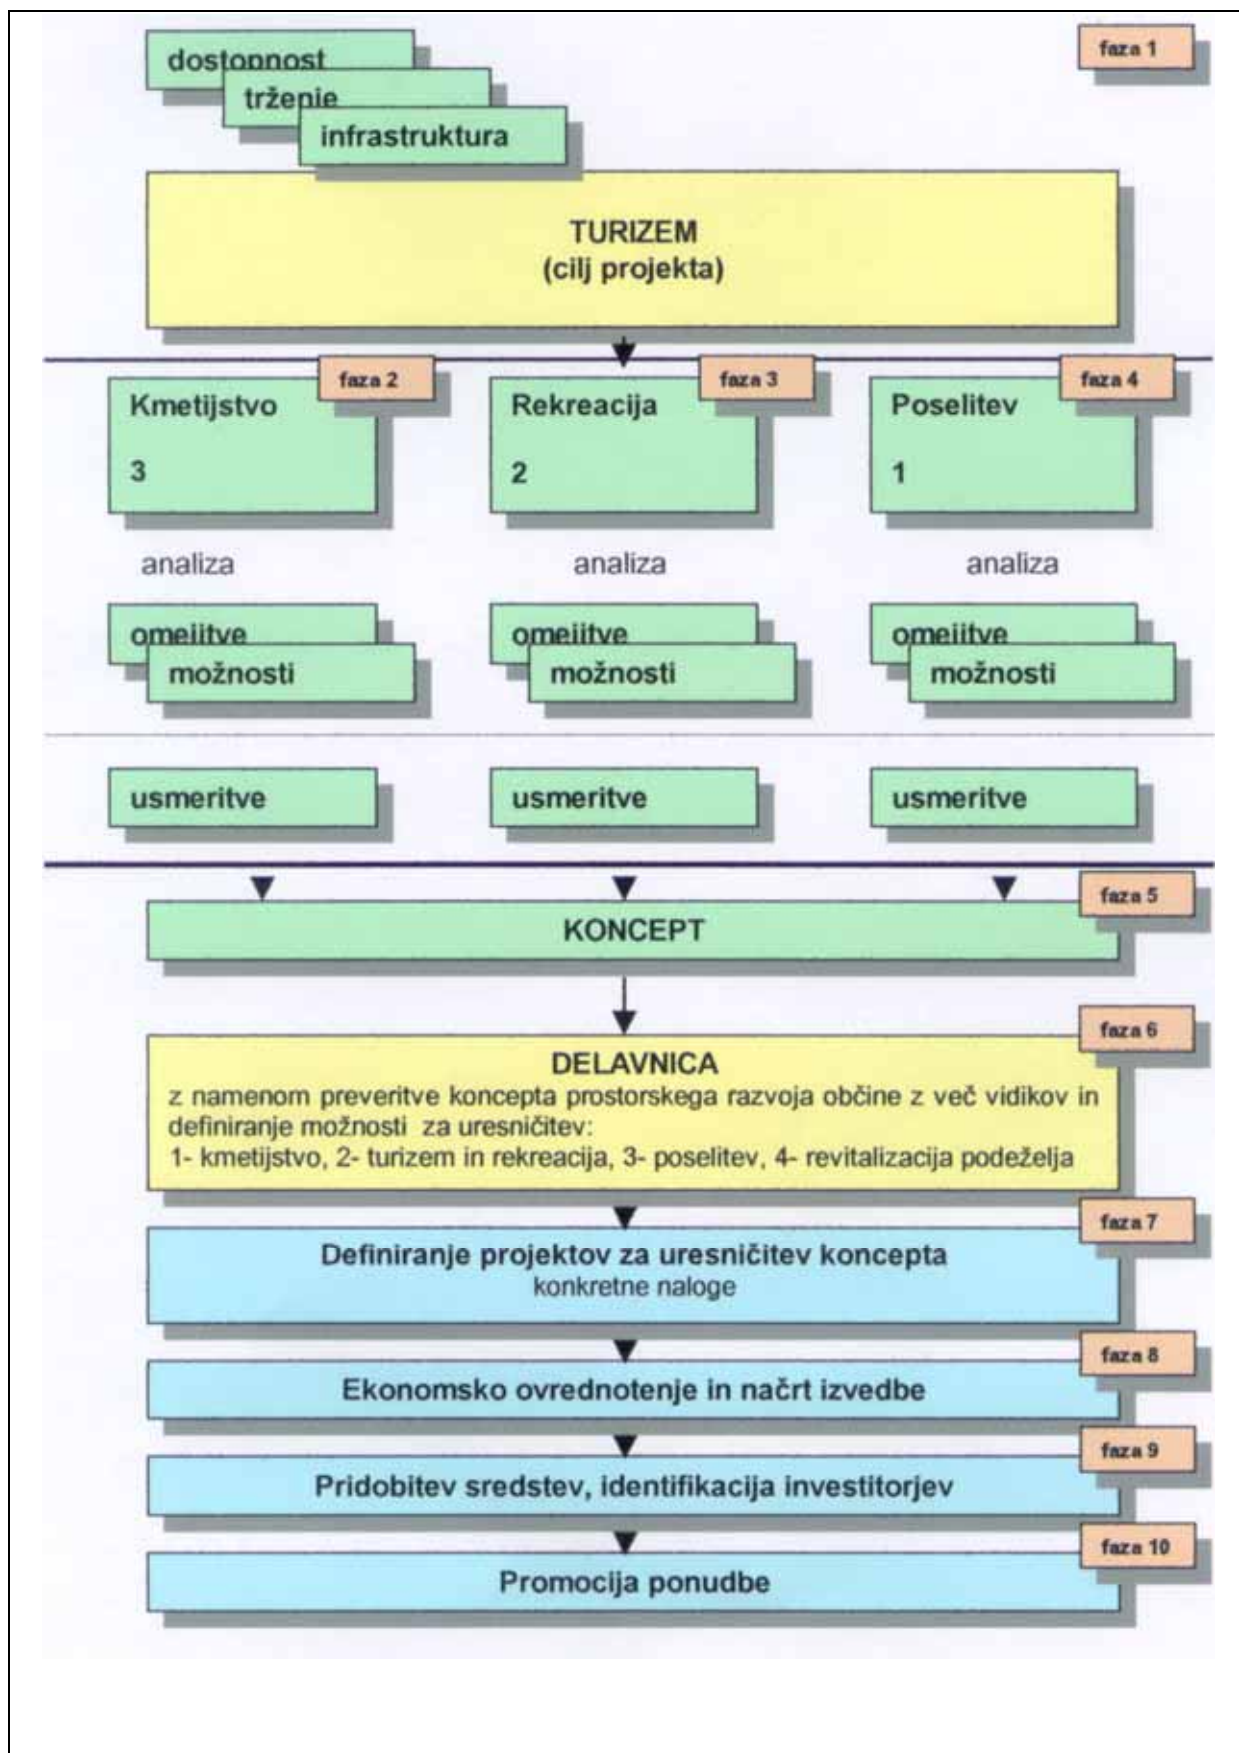 faza 1
dostopnost
trženje
infrastruktura
TURIZEM
(cilj projekta)
faza 2
faza 3
faza 4
Kmetijstvo
Rekreacija
Poselitev
3
2
1
analiza
analiza
analiza
omejitve
omejitve
omejitve
možnosti
možnosti
možnosti
usmeritve
usmeritve
usmeritve
faza 5
KONCEPT
faza 6
DELAVNICA
z namenom preveritve koncepta prostorskega razvoja občine z več vidikov in
definiranje možnosti za uresničitev:
1- kmetijstvo, 2- turizem in rekreacija, 3- poselitev, 4- revitalizacija podeželja
faza 7
Definiranje projektov za uresničitev koncepta
konkretne naloge
faza 8
Ekonomsko ovrednotenje in načrt izvedbe
faza 9
Pridobitev sredstev, identifikacija investitorjev
faza 10
Promocija ponudbe